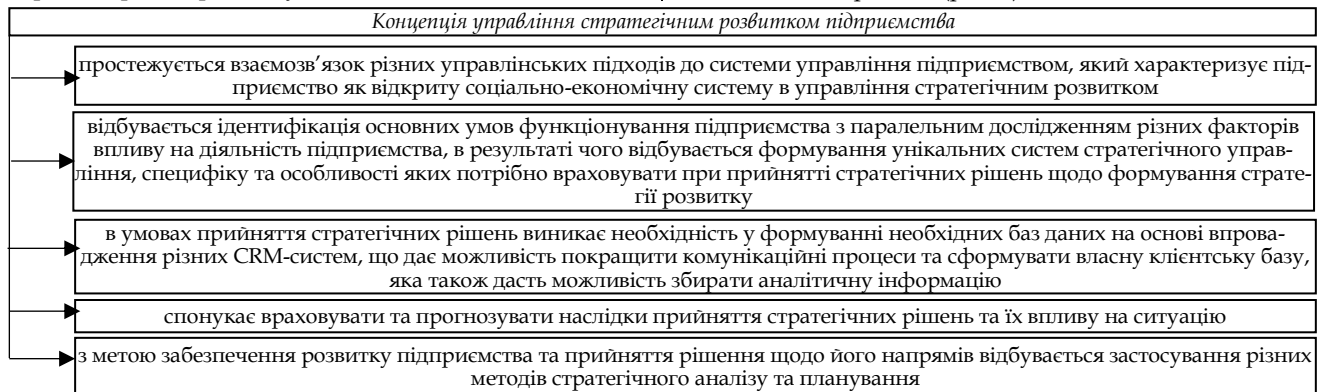 Концепція управління стратегічним розвитком підприємства
простежується взаємозв’язок різних управлінських підходів до системи управління підприємством, який характеризує під-
приємство як відкриту соціально-економічну систему в управління стратегічним розвитком
відбувається ідентифікація основних умов функціонування підприємства з паралельним дослідженням різних факторів
впливу на діяльність підприємства, в результаті чого відбувається формування унікальних систем стратегічного управ-
ління, специфіку та особливості яких потрібно враховувати при прийнятті стратегічних рішень щодо формування страте-
гії розвитку
в умовах прийняття стратегічних рішень виникає необхідність у формуванні необхідних баз даних на основі впрова-
дження різних CRM-систем, що дає можливість покращити комунікаційні процеси та сформувати власну клієнтську базу,
яка також дасть можливість збирати аналітичну інформацію
спонукає враховувати та прогнозувати наслідки прийняття стратегічних рішень та їх впливу на ситуацію
з метою забезпечення розвитку підприємства та прийняття рішення щодо його напрямів відбувається застосування різних
методів стратегічного аналізу та планування